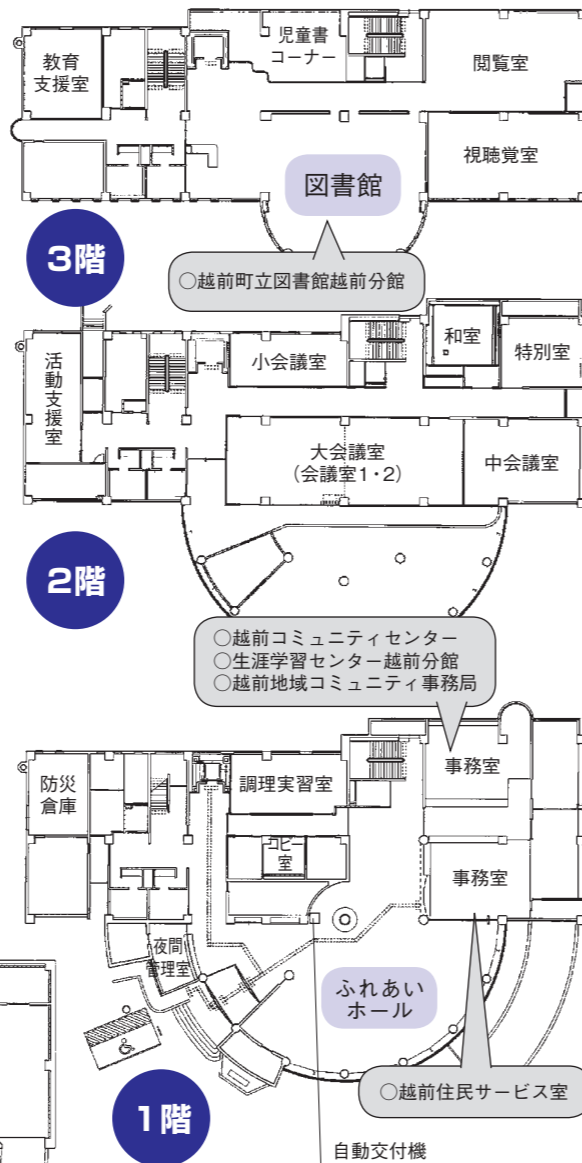 教育
支援室
児童書
コーナー
閲覧室
視聴覚室
図書館
3階
○越前町立図書館越前分館
活動支援室
小会議室
和室
特別室
大会議室
(会議室1・2)
中会議室
2階
○越前コミュニティセンター
○生涯学習センター越前分館
○越前地域コミュニティ事務局
防災
倉庫
調理実習室
事務室
コピー
室
事務室
夜間
管理室
ふれあい
ホール
1階
○越前住民サービス室
自動交付機